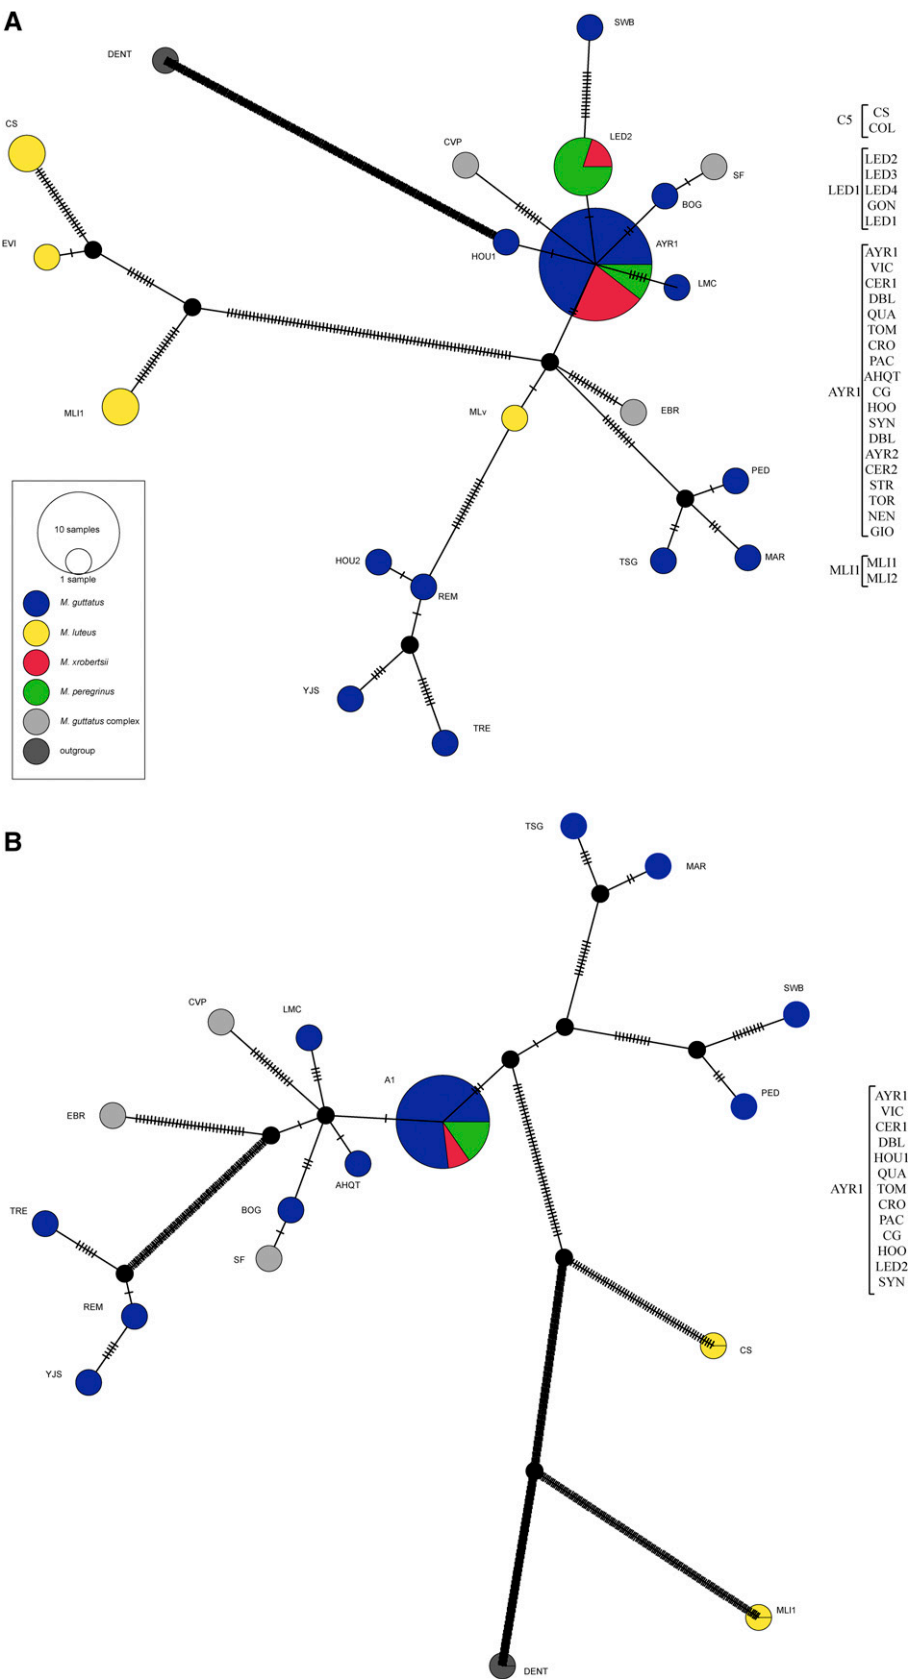 A
SWB
DENT
CS
CVP
LED2
SF
BOG
EVI
HOU1
AYR1
LMC
MLI1
MLv
EBR
PED
HOU2
REM
TSG
MAR
YJS
TRE
10 samples
1 sample
M. guttatus
M. luteus
M. xrobertsii
M. peregrinus
M. guttatus complex
outgroup
C5
CS
COL
LED1
LED2
LED3
LED4
GON
LED1
AYR1
AYR1
VIC
CER1
DBL
QUA
TOM
CRO
PAC
AHQT
CG
HOO
SYN
DBL
AYR2
CER2
STR
TOR
NEN
GIO
MLI1
MLI1
MLI2
B
TSG
MAR
SWB
CVP
LMC
A1
PED
EBR
AHQT
TRE
BOG
SF
REM
YJS
CS
MLI1
DENT
AYR1
AYR1
VIC
CER1
DBL
HOU1
QUA
TOM
CRO
PAC
CG
HOO
LED2
SYN